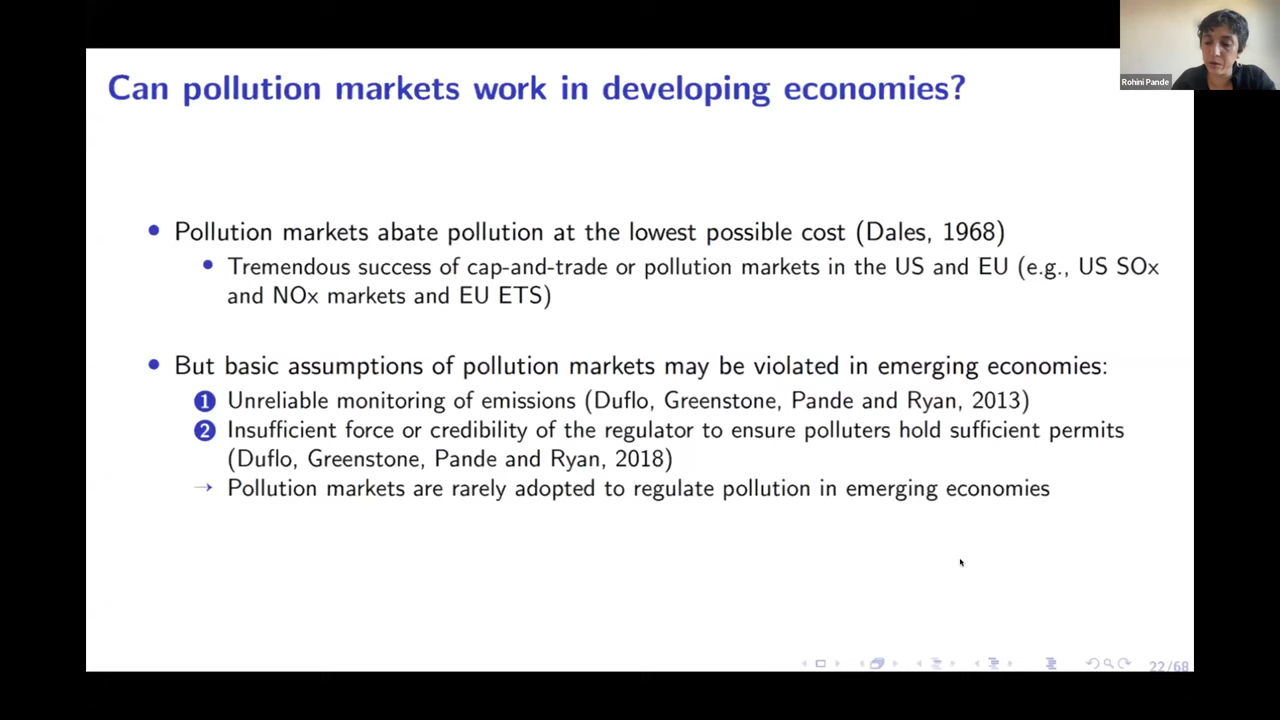 Rohini Pande
Can pollution markets work in developing economies?
Pollution markets abate pollution at the lowest possible cost (Dales, 1968)
Tremendous success of cap-and-trade or pollution markets in the US and EU (e.g., US SOx
and NOx markets and EU ETS)
But basic assumptions of pollution markets may be violated in emerging economies:
1 Unreliable monitoring of emissions (Duflo, Greenstone, Pande and Ryan, 2013)
2 Insufficient force or credibility of the regulator to ensure polluters hold sufficient permits
(Duflo, Greenstone, Pande and Ryan, 2018)
→ Pollution markets are rarely adopted to regulate pollution in emerging economies
22/68